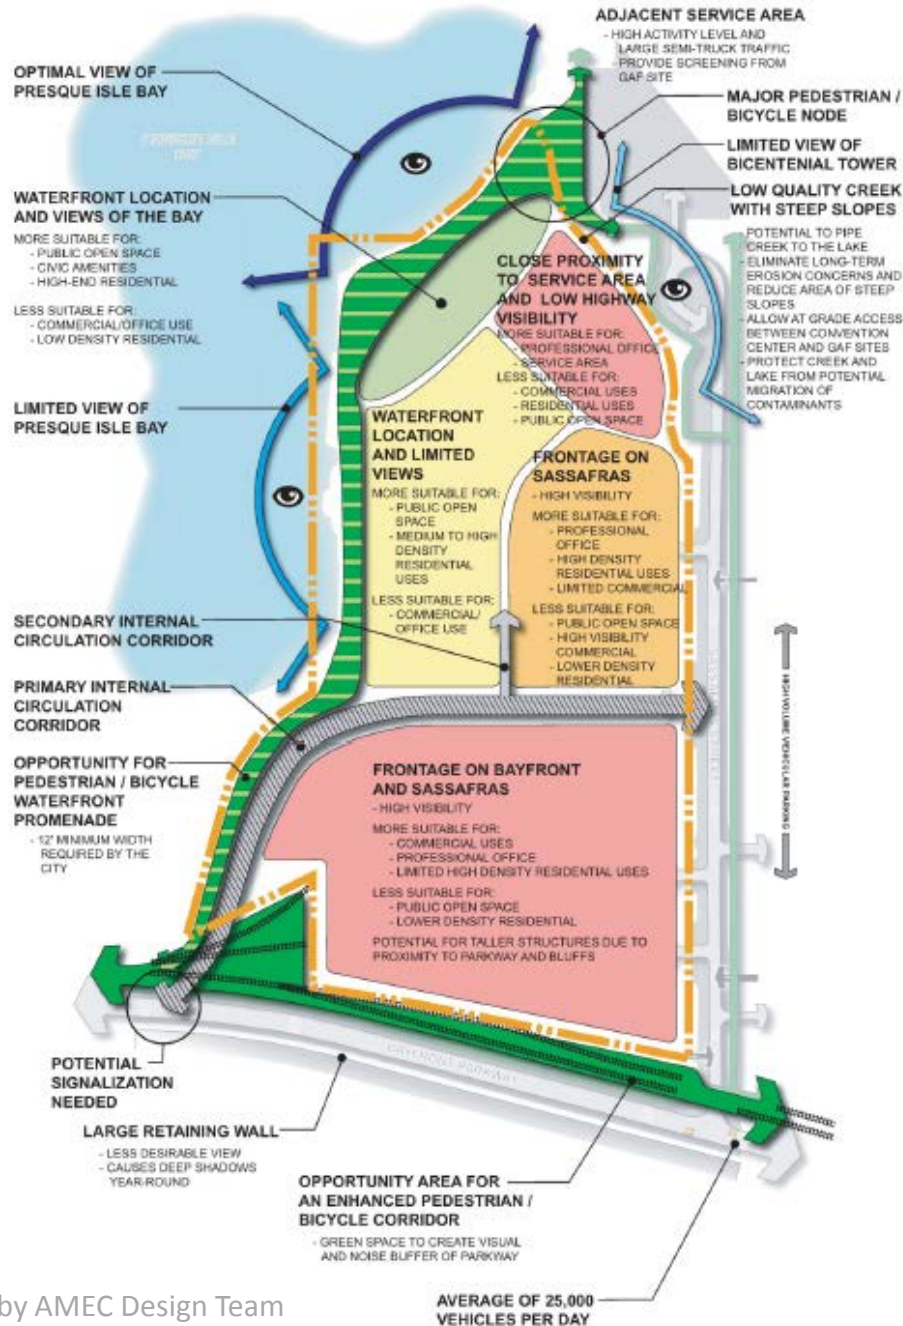 ADJACENT SERVICE AREA
- HIGH ACTIVITY LEVEL AND
LARGE SEMI-TRUCK TRAFFIC
- PROVIDE SCREENING FROM
GAF SITE
OPTIMAL VIEW OF
PRESQUE ISLE BAY
MAJOR PEDESTRIAN /
BICYCLE NODE
LIMITED VIEW OF
BICENTENIAL TOWER
LOW QUALITY CREEK
WITH STEEP SLOPES
POTENTIAL TO PIPE
CREEK TO THE LAKE
- ELIMINATE LONG-TERM
EROSION CONCERNS AND
REDUCE AREA OF STEEP
SLOPES
- ALLOW AT GRADE ACCESS
BETWEEN CONVENTION
CENTER AND GAF SITES
- PROTECT CREEK AND
LAKE FROM POTENTIAL
MIGRATION OF
CONTAMINANTS
WATERFRONT LOCATION
AND VIEWS OF THE BAY
MORE SUITABLE FOR:
- PUBLIC OPEN SPACE
- CIVIC AMENITIES
- HIGH-END RESIDENTIAL
LESS SUITABLE FOR:
- COMMERCIAL/OFFICE USE
- LOW DENSITY RESIDENTIAL
CLOSE PROXIMITY
TO SERVICE AREA
AND LOW HIGHWAY
VISIBILITY
MORE SUITABLE FOR:
- PROFESSIONAL OFFICE
- SERVICE AREA
LESS SUITABLE FOR:
- COMMERCIAL USES
- RESIDENTIAL USES
- PUBLIC OPEN SPACE
LIMITED VIEW OF
PRESQUE ISLE BAY
WATERFRONT
LOCATION
AND LIMITED
VIEWS
MORE SUITABLE FOR:
- PUBLIC OPEN
SPACE
- MEDIUM TO HIGH
DENSITY
RESIDENTIAL
USES
LESS SUITABLE FOR:
- COMMERCIAL/
OFFICE USE
FRONTAGE ON
SASSAFRAS
- HIGH VISIBILITY
MORE SUITABLE FOR:
- PROFESSIONAL
OFFICE
- HIGH DENSITY
RESIDENTIAL USES
- LIMITED COMMERCIAL
LESS SUITABLE FOR:
- PUBLIC OPEN SPACE
- HIGH VISIBILITY
COMMERCIAL
- LOWER DENSITY
RESIDENTIAL
SECONDARY INTERNAL
CIRCULATION CORRIDOR
PRIMARY INTERNAL
CIRCULATION
CORRIDOR
HIGH VOLUME VEHICULAR PARKING
OPPORTUNITY FOR
PEDESTRIAN / BICYCLE
WATERFRONT
PROMENADE
- 12' MINIMUM WIDTH
REQUIRED BY THE
CITY
FRONTAGE ON BAYFRONT
AND SASSAFRAS
- HIGH VISIBILITY
MORE SUITABLE FOR:
- COMMERCIAL USES
- PROFESSIONAL OFFICE
- LIMITED HIGH DENSITY RESIDENTIAL USES
LESS SUITABLE FOR:
- PUBLIC OPEN SPACE
- LOWER DENSITY RESIDENTIAL
POTENTIAL FOR TALLER STRUCTURES DUE TO
PROXIMITY TO PARKWAY AND BLUFFS
BAYFRONT PARKWAY
POTENTIAL
SIGNALIZATION
NEEDED
LARGE RETAINING WALL
- LESS DESIRABLE VIEW
- CAUSES DEEP SHADOWS
YEAR-ROUND
OPPORTUNITY AREA FOR
AN ENHANCED PEDESTRIAN /
BICYCLE CORRIDOR
- GREEN SPACE TO CREATE VISUAL
AND NOISE BUFFER OF PARKWAY
AVERAGE OF 25,000
VEHICLES PER DAY
by AMEC Design Team